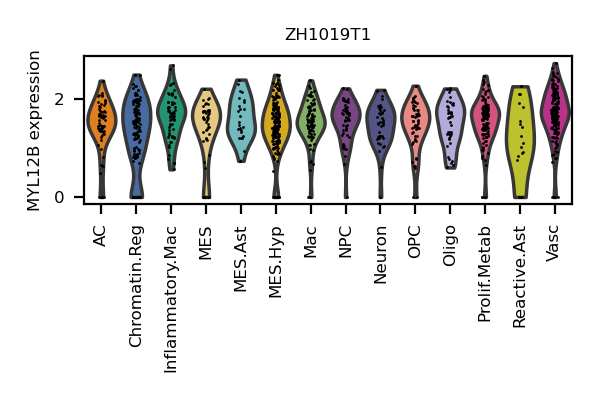 ZH1019T1
MYL12B expression
2
0
AC
Chromatin.Reg
Inflammatory.Mac
MES
MES.Ast
MES.Hyp
Mac
NPC
Neuron
OPC
Oligo
Prolif.Metab
Reactive.Ast
Vasc